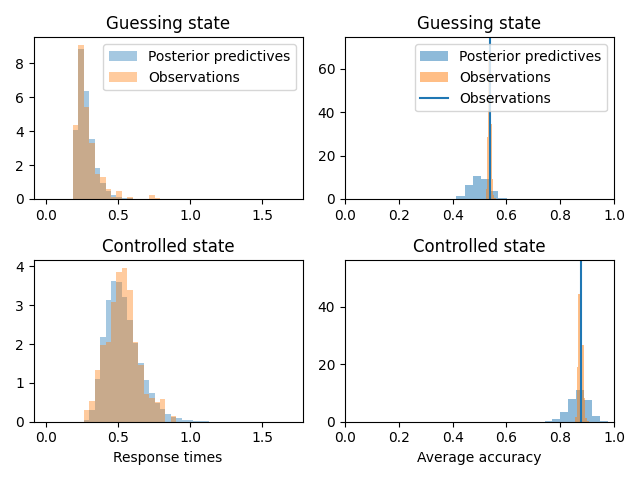 Guessing state
Posterior predictives
Observations
8
6
4
2
0
0.0 0.5 1.0 1.5
Guessing state
Posterior predictives
Observations
Observations
60
40
20
0
0.0 0.2 0.4 0.6 0.8 1.0
Controlled state
4
3
2
1
0
0.0 0.5 1.0 1.5
Response times
Controlled state
40
20
0
0.0 0.2 0.4 0.6 0.8 1.0
Average accuracy